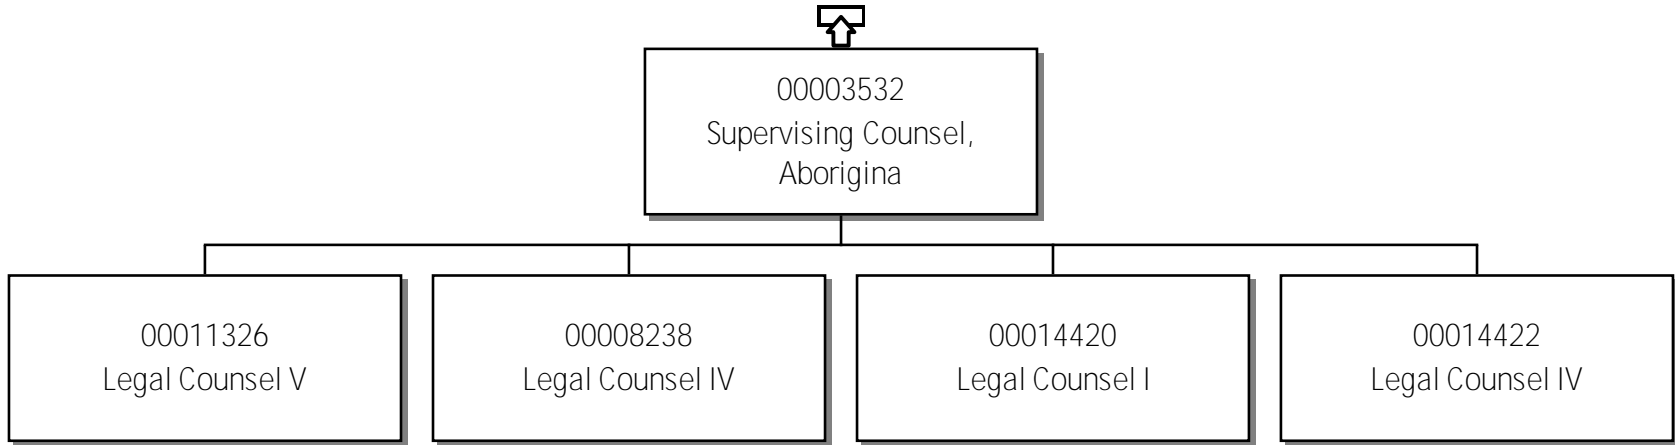 00003532
Supervising Counsel,
Aborigina
00011326
Legal Counsel V
00008238
Legal Counsel IV
00014420
Legal Counsel I
00014422
Legal Counsel IV